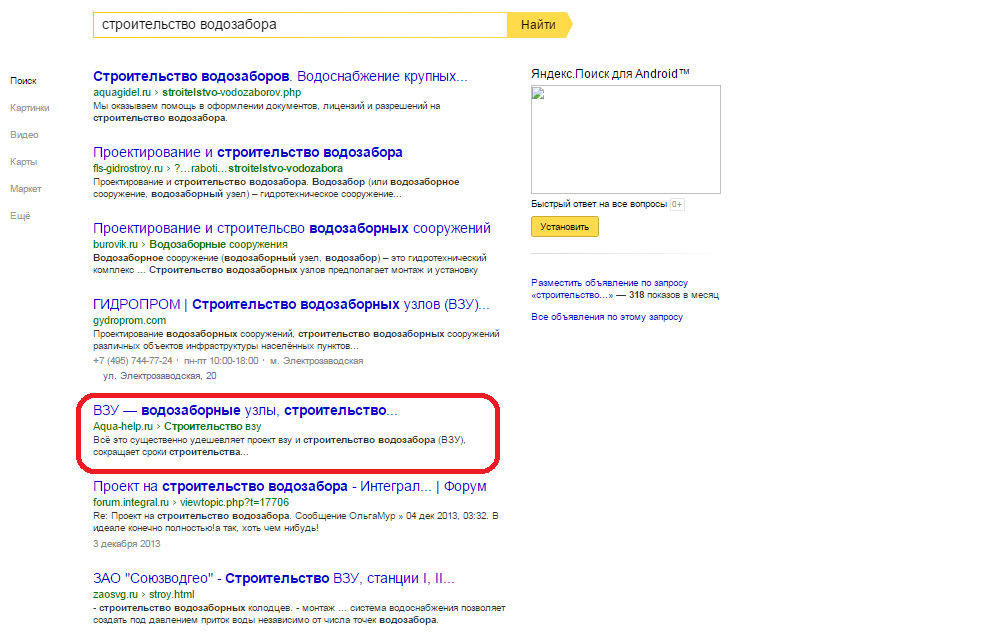 строительство водозабора
Найти
Поиск
Картинки
Видео
Карты
Маркет
Ещё
Строительство водозаборов. Водоснабжение крупных...
aquagidel.ru › stroitelstvo-vodozaborov.php
Мы оказываем помощь в оформлении документов, лицензий и разрешений на
строительство водозабора.
Проектирование и строительство водозабора
fls-gidrostroy.ru › ?...raboti...stroitelstvo-vodozabora
Проектирование и строительство водозабора. Водозабор (или водозаборное
сооружение, водозаборный узел) – гидротехническое сооружение...
Проектирование и строительсво водозаборных сооружений
burovik.ru › Водозаборные сооружения
Водозаборное сооружение (водозаборный узел, водозабор) – это гидротехнический
комплекс ... Строительство водозаборных узлов предполагает монтаж и установку
ГИДРОПРОМ | Строительство водозаборных узлов (ВЗУ)...
gydroprom.com
Проектирование водозаборных сооружений, строительство водозаборных сооружений
различных объектов инфраструктуры населённых пунктов...
+7 (495) 744-77-24 · пн-пт 10:00-18:00 · м. Электрозаводская
ул. Электрозаводская, 20
ВЗУ — водозаборные узлы, строительство...
Aqua-help.ru › Строительство взу
Всё это существенно удешевляет проект взу и строительство водозабора (ВЗУ),
сокращает сроки строительства...
Проект на строительство водозабора - Интеграл... | Форум
forum.integral.ru › viewtopic.php?t=17706
Re: Проект на строительство водозабора. Сообщение ОльгаМур » 04 дек 2013, 03:32. В
идеале конечно полностью!а так, хоть чем нибудь!
3 декабря 2013
ЗАО "Союзводгео" - Строительство ВЗУ, станции I, II...
zaosvg.ru › stroy.html
- строительство водозаборных колодцев. - монтаж ... система водоснабжения позволяет
создать под давлением приток воды независимо от числа точек водозабора.
Яндекс.Поиск для Android™
Быстрый ответ на все вопросы 0+
Установить
Разместить объявление по запросу
«строительство...» — 318 показов в месяц
Все объявления по этому запросу